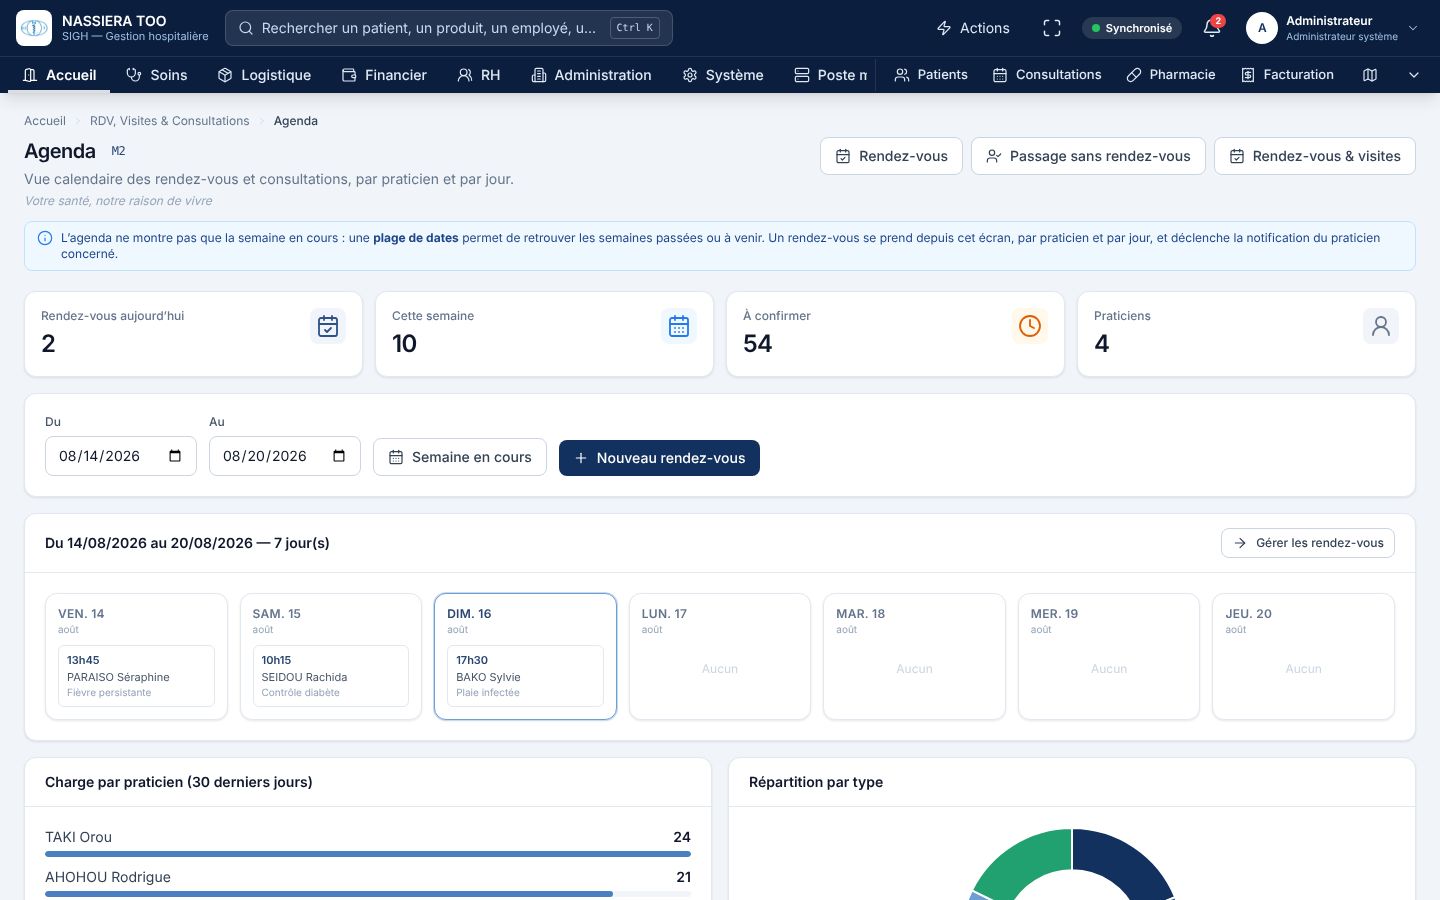 NASSIERA TOO
SIGH — Gestion hospitalière
Rechercher un patient, un produit, un employé, u...
Ctrl K
Actions
Synchronisé
2
A
Administrateur
Administrateur système
Accueil
Soins
Logistique
Financier
RH
Administration
Système
Poste m
Patients
Consultations
Pharmacie
Facturation
Accueil
RDV, Visites & Consultations
Agenda
Agenda M2
Vue calendaire des rendez-vous et consultations, par praticien et par jour.
Votre santé, notre raison de vivre
Rendez-vous
Passage sans rendez-vous
Rendez-vous & visites
L'agenda ne montre pas que la semaine en cours : une plage de dates permet de retrouver les semaines passées ou à venir. Un rendez-vous se prend depuis cet écran, par praticien et par jour, et déclenche la notification du praticien
concerné.
Rendez-vous aujourd'hui
2
Cette semaine
10
À confirmer
54
Praticiens
4
Du
08/14/2026
Au
08/20/2026
Semaine en cours
Nouveau rendez-vous
Du 14/08/2026 au 20/08/2026 — 7 jour(s)
Gérer les rendez-vous
VEN. 14
août
13h45
PARAISO Séraphine
Fièvre persistante
SAM. 15
août
10h15
SEIDOU Rachida
Contrôle diabète
DIM. 16
août
17h30
BAKO Sylvie
Plaie infectée
LUN. 17
août
Aucun
MAR. 18
août
Aucun
MER. 19
août
Aucun
JEU. 20
août
Aucun
Charge par praticien (30 derniers jours)
TAKI Orou 24
AHOHOU Rodrigue 21
Répartition par type